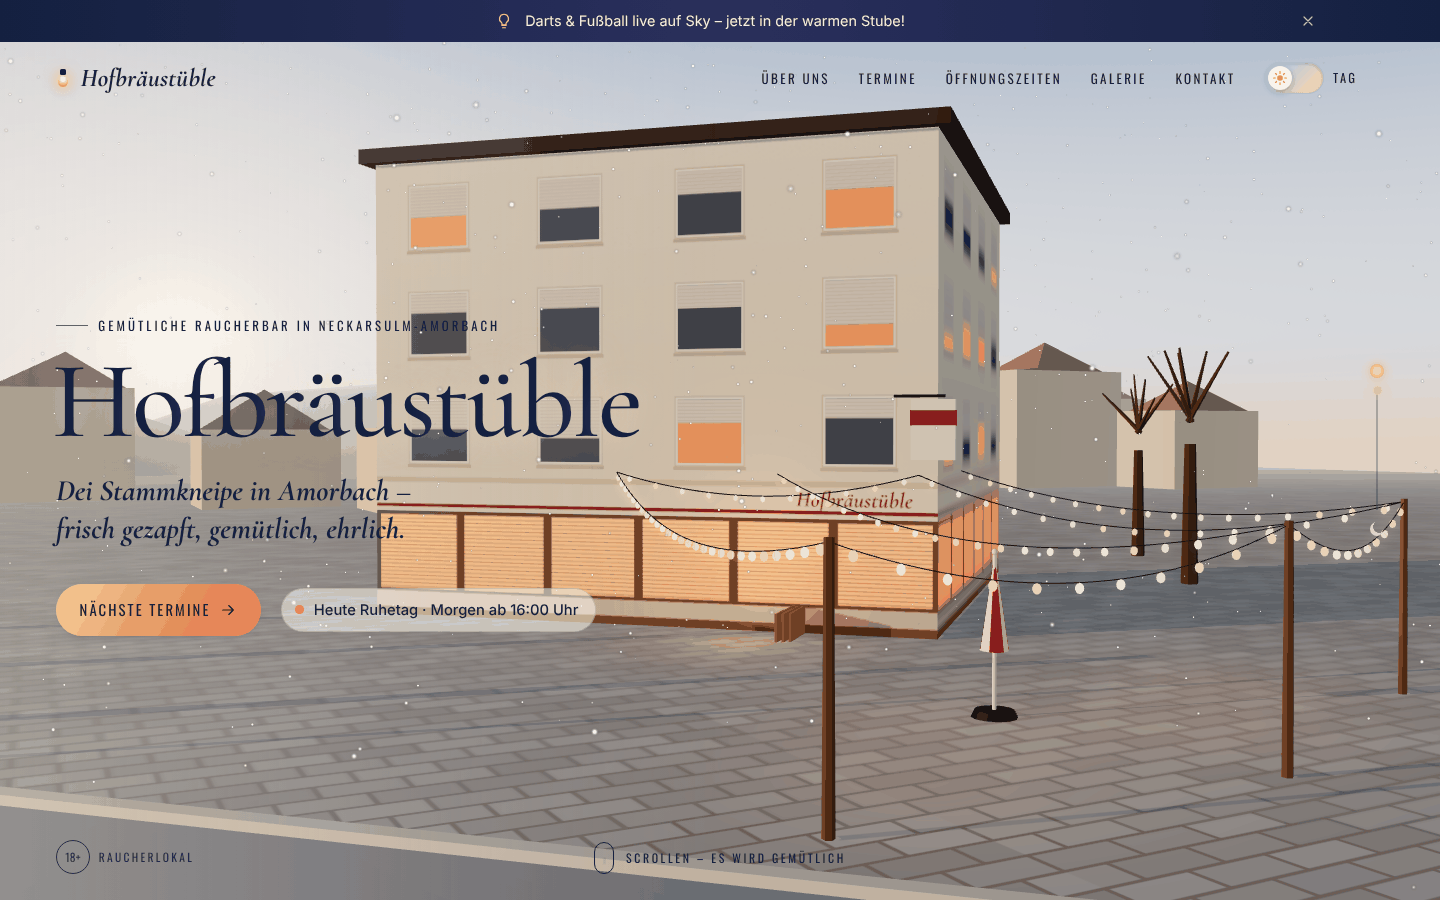 Darts & Fußball live auf Sky – jetzt in der warmen Stube!
Hofbräustüble
ÜBER UNS
TERMINE
ÖFFNUNGSZEITEN
GALERIE
KONTAKT
TAG
GEMÜTLICHE RAUCHERBAR IN NECKARSULM-AMORBACH
Hofbräustüble
Dei Stammkneipe in Amorbach –
frisch gezapft, gemütlich, ehrlich.
Hofbräustüble
NÄCHSTE TERMINE
Heute Ruhetag · Morgen ab 16:00 Uhr
18+ RAUCHERLOKAL
SCROLLEN – ES WIRD GEMÜTLICH